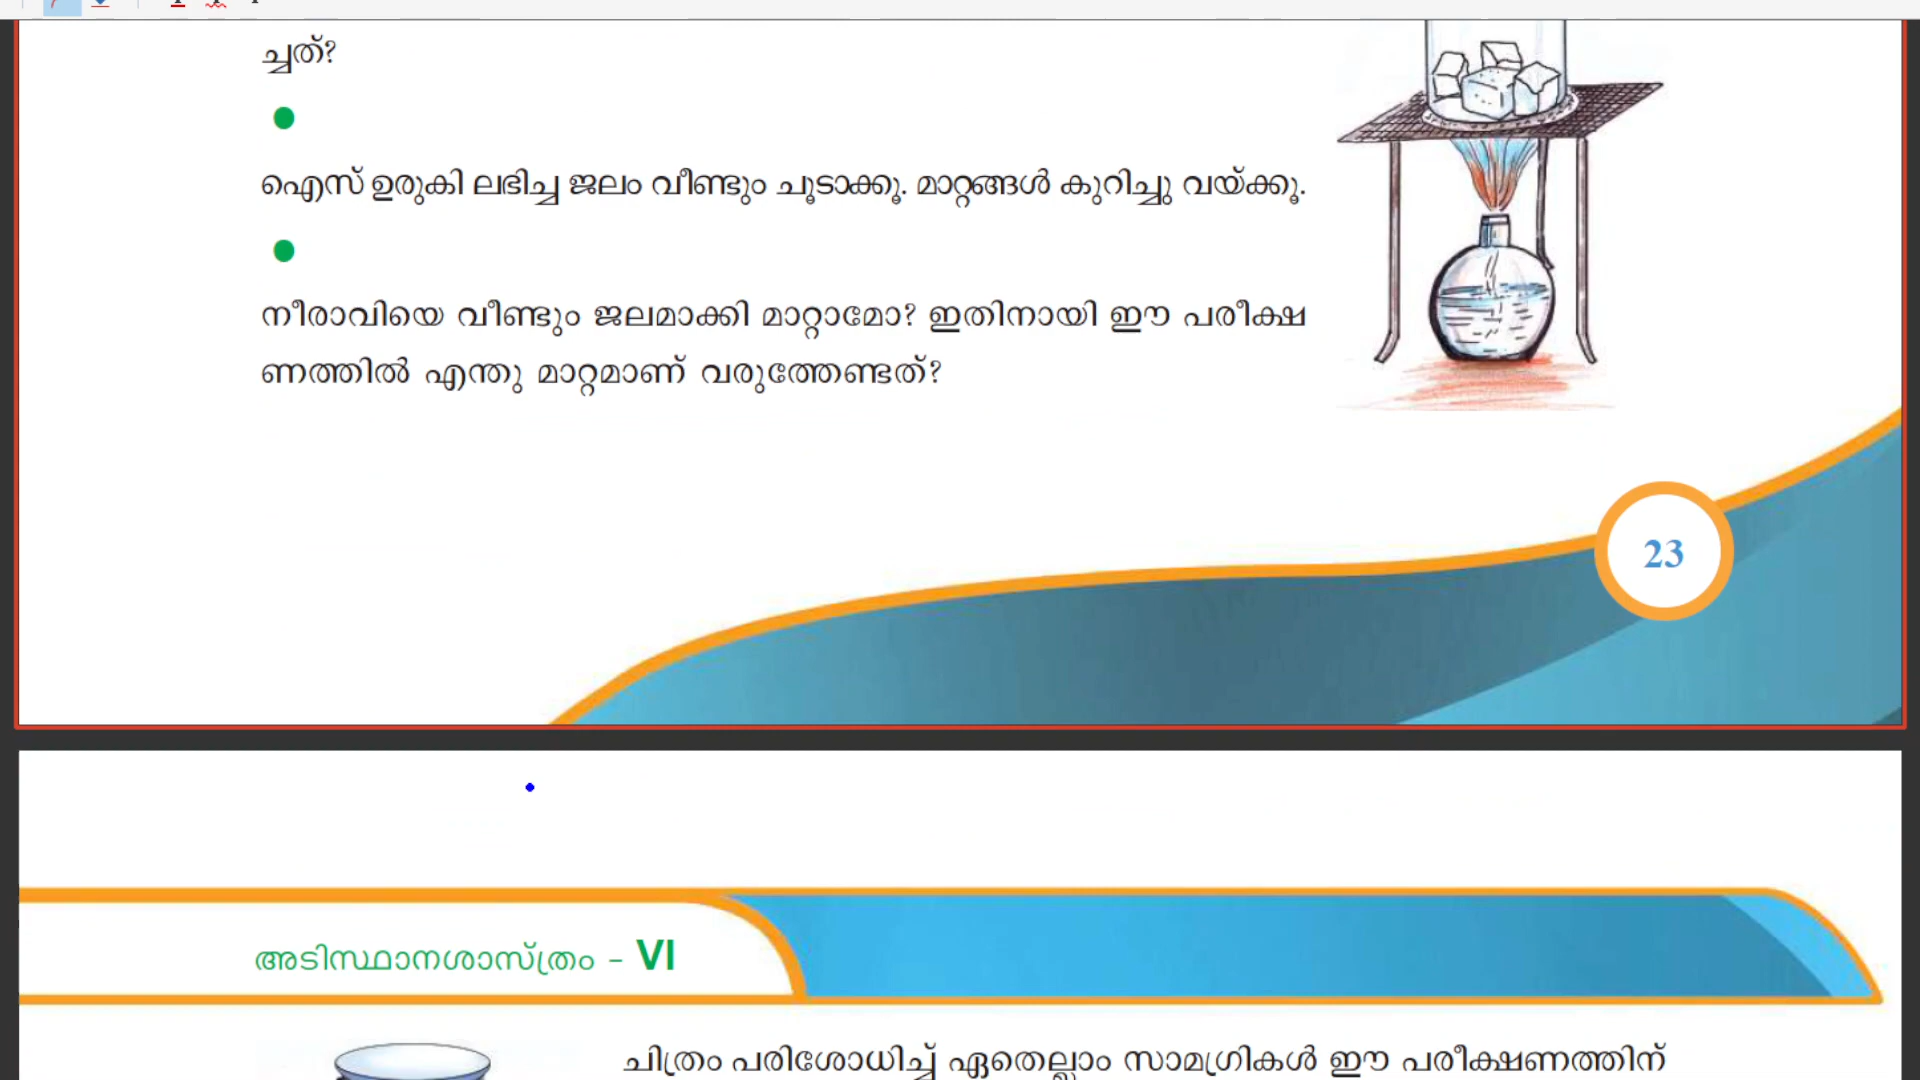 ച്ചത്?
ഐസ് ഉരുകി ലഭിച്ച ജലം വീണ്ടും ചൂടാക്കൂ. മാറ്റങ്ങൾ കുറിച്ചു വയ്ക്കൂ.
നീരാവിയെ വീണ്ടും ജലമാക്കി മാറ്റാമോ? ഇതിനായി ഈ പരീക്ഷ
ണത്തിൽ എന്തു മാറ്റമാണ് വരുത്തേണ്ടത്?
23
അടിസ്ഥാനശാസ്ത്രം - VI
ചിത്രം പരിശോധിച്ച് ഏതെല്ലാം സാമഗ്രികൾ ഈ പരീക്ഷണത്തിന്